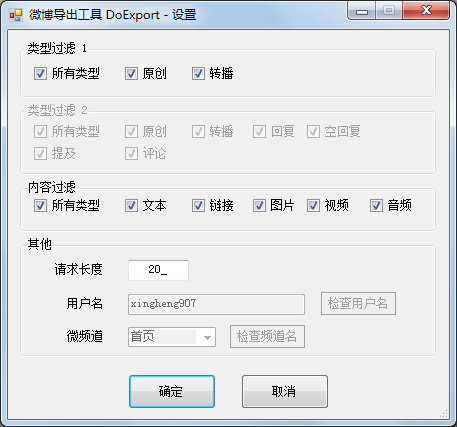 微博导出工具 DoExport - 设置
类型过滤 1
所有类型 原创 转播
类型过滤 2
所有类型 原创 转播 回复 空回复
提及 评论
内容过滤
所有类型 文本 链接 图片 视频 音频
其他
请求长度 20_
用户名 xingheng907 检查用户名
微频道 首页 检查频道名
确定 取消